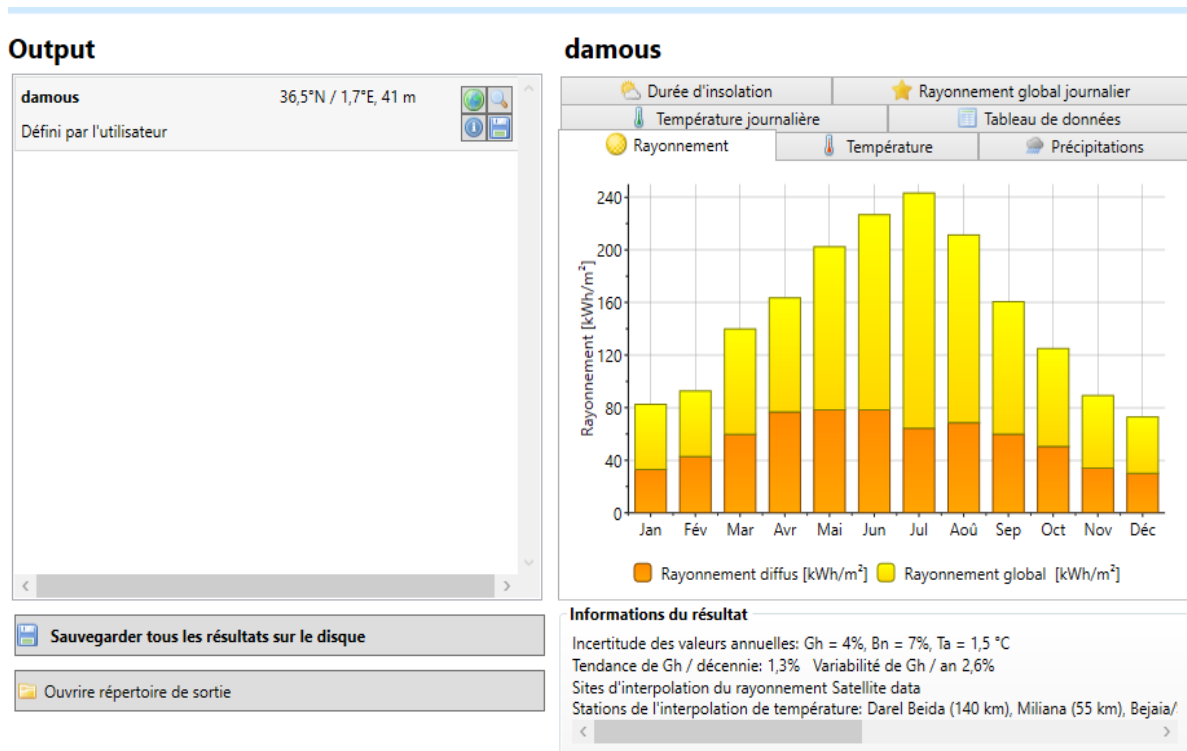 Output
damous 36,5°N / 1,7°E, 41 m
Défini par l'utilisateur
Sauvegarder tous les résultats sur le disque
Ouvrire répertoire de sortie
damous
Durée d'insolation Rayonnement global journalier
Température journalière Tableau de données
Rayonnement Température Précipitations
Rayonnement [kWh/m²]
240
200
160
120
80
40
0
Jan Fév Mar Avr Mai Jun Jul Aoû Sep Oct Nov Déc
Rayonnement diffus [kWh/m²] Rayonnement global [kWh/m²]
Informations du résultat
Incertitude des valeurs annuelles: Gh = 4%, Bn = 7%, Ta = 1,5 °C
Tendance de Gh / décennie: 1,3% Variabilité de Gh / an 2,6%
Sites d'interpolation du rayonnement Satellite data
Stations de l'interpolation de température: Darel Beida (140 km), Miliana (55 km), Bejaia/